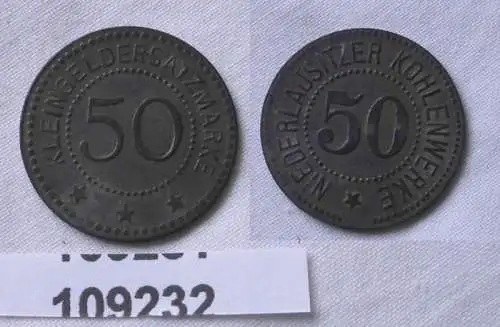 KLEINGELDERSATZMARKE
50
NIEDERLAUSITZER KOHLENWERKE
50
109232